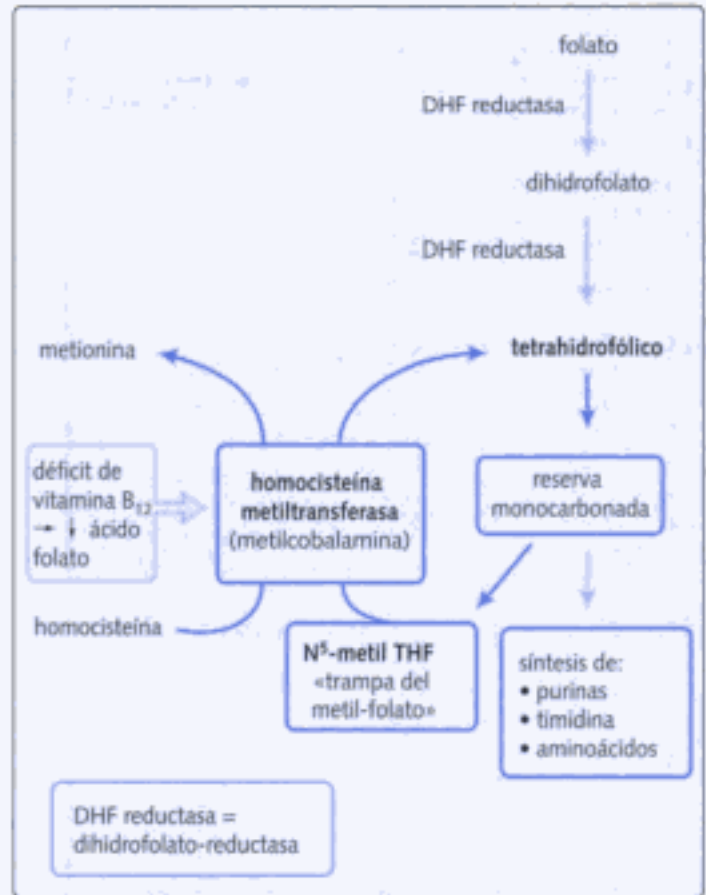 folato
DHF reductasa
dihidrofolato
DHF reductasa
metionina
tetrahidrofólico
déficit de
vitamina B₁₂
→ ↓ ácido
folato
homocisteína
metiltransferasa
(metilcobalamina)
reserva
monocarbonada
homocisteína
N⁵-metil THF
«trampa del
metil-folato»
síntesis de:
• purinas
• timidina
• aminoácidos
DHF reductasa =
dihidrofolato-reductasa